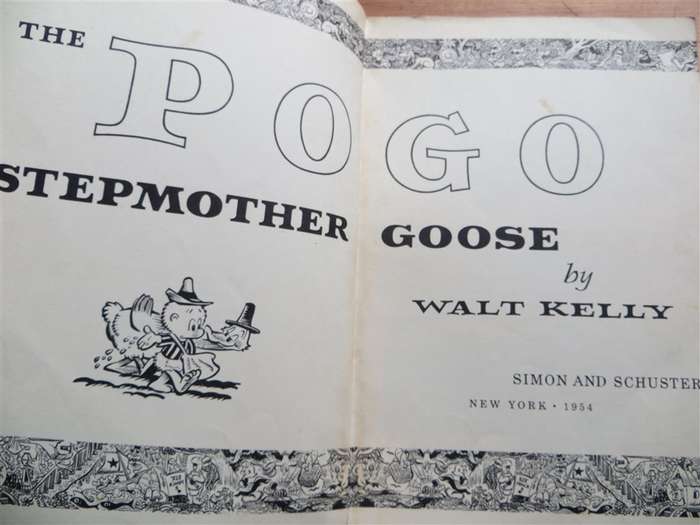 THE
POGO
STEPMOTHER GOOSE
by
WALT KELLY
SIMON AND SCHUSTER
NEW YORK · 1954